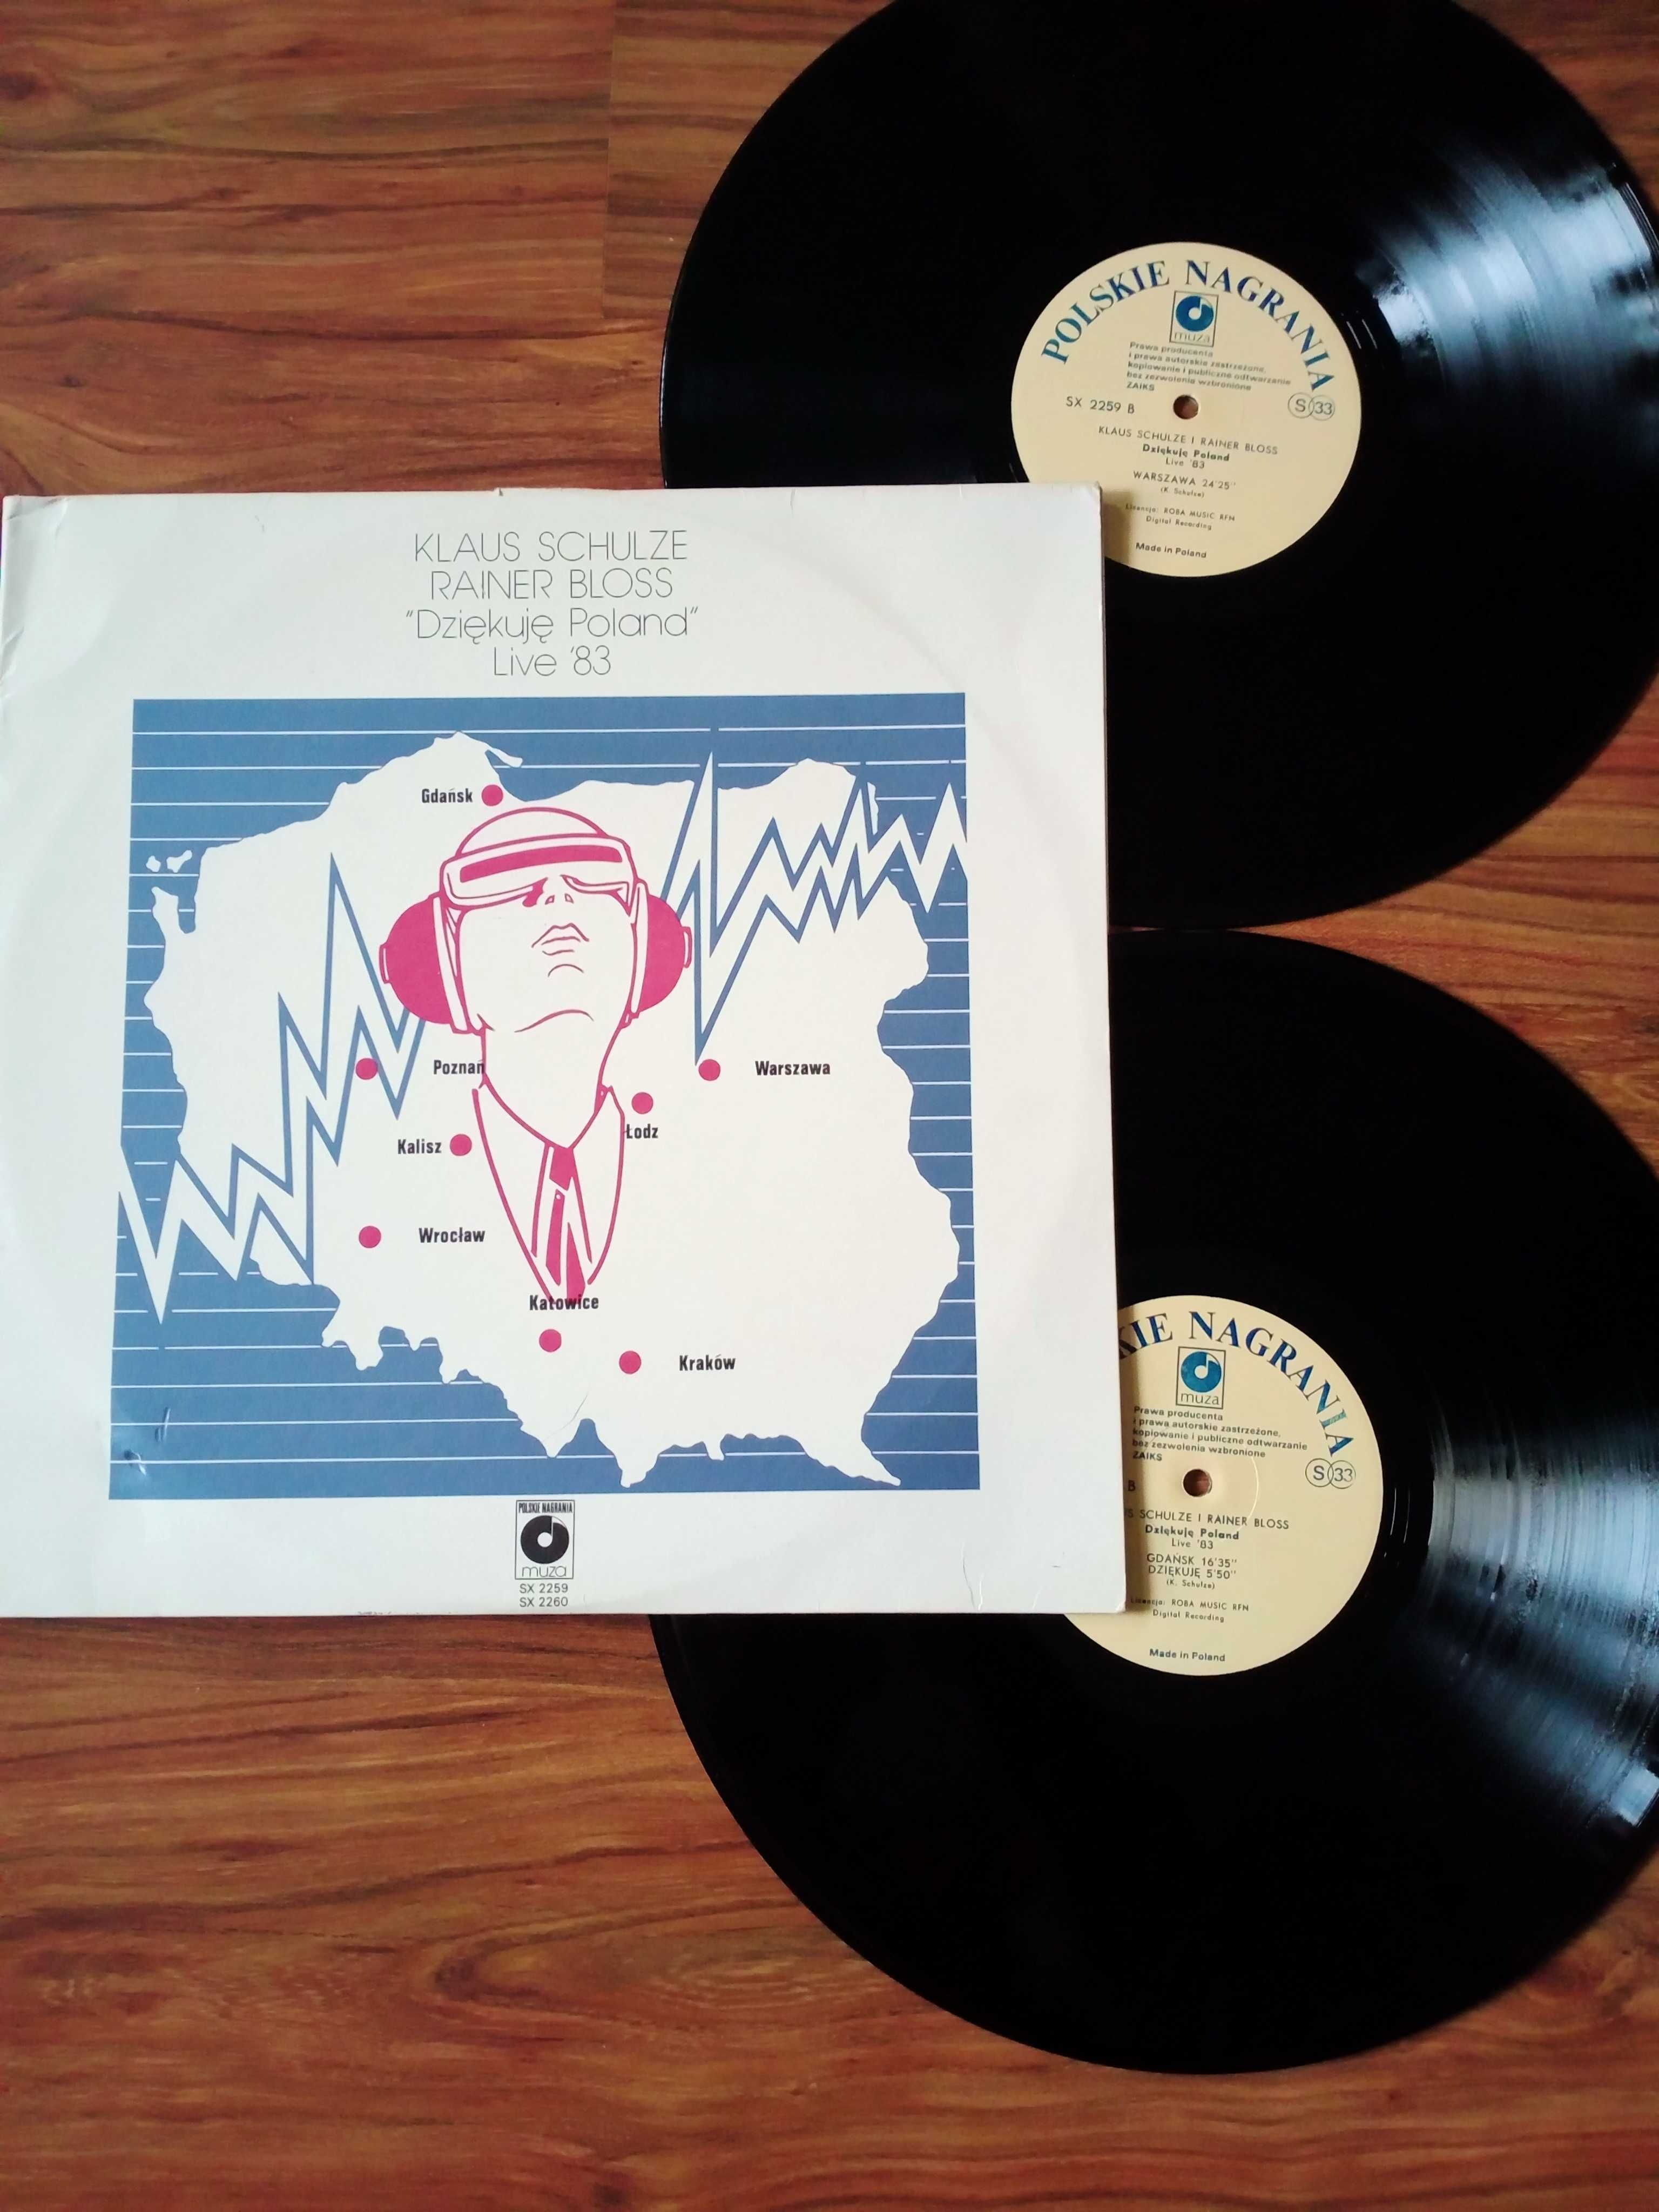 KLAUS SCHULZE
RAINER BLOSS
"Dziękuję Poland"
Live '83
Gdańsk
Poznań
Warszawa
Łodz
Kalisz
Wrocław
Katowice
Kraków
POLSKIE NAGRANIA
muza
SX 2259
SX 2260
POLSKIE NAGRANIA
muza
Prawa producenta
i prawa autorskie zastrzeżone,
kopiowanie i publiczne odtwarzanie
bez zezwolenia wzbronione
ZAIKS
SX 2259 B
S 33
KLAUS SCHULZE I RAINER BLOSS
Dziękuję Poland
Live '83
WARSZAWA 24'25"
(K. Schulze)
Licencja: ROBA MUSIC RFN
Digital Recording
Made in Poland
KIE NAGRANIA
muza
Prawa producenta
i prawa autorskie zastrzeżone,
kopiowanie i publiczne odtwarzanie
bez zezwolenia wzbronione
ZAIKS
B
S 33
S SCHULZE I RAINER BLOSS
Dziękuję Poland
Live '83
GDAŃSK 16'35"
DZIĘKUJĘ 5'50"
(K. Schulze)
Licencja: ROBA MUSIC RFN
Digital Recording
Made in Poland